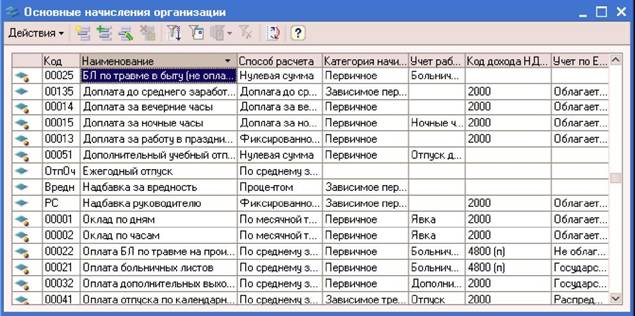 Основные начисления организации
Действия
Код Наименование Способ расчета Категория начи... Учет раб... Код дохода НД... Учет по Е...
00025 БЛ по травме в быту (не опла... Нулевая сумма Первичное Больнич...
00135 Доплата до среднего заработ... Доплата до ср... Зависимое пер... 2000 Облагает...
00014 Доплата за вечерние часы Доплата за ве... Первичное 2000 Облагает...
00015 Доплата за ночные часы Доплата за но... Первичное Ночные ч... 2000 Облагает...
00013 Доплата за работу в праздни... Фиксированно... Первичное 2000 Облагает...
00051 Дополнительный учебный отп... Нулевая сумма Первичное Отпуск д...
ОтпОч Ежегодный отпуск По среднему з...
Вредн Надбавка за вредность Процентом Зависимое пер...
РС Надбавка руководителю Фиксированно... Первичное 2000 Облагает...
00001 Оклад по дням По месячной т... Первичное Явка 2000 Облагает...
00002 Оклад по часам По месячной т... Первичное Явка 2000 Облагает...
00022 Оплата БЛ по травме на прои... По среднему з... Первичное Больнич... 4800 (п) Не облаг...
00021 Оплата больничных листов По среднему з... Первичное Больнич... 4800 (п) Государс...
00032 Оплата дополнительных выхо... По среднему з... Первичное Дополни... 2000 Государс...
00041 Оплата отпуска по календарн... По среднему з... Зависимое тре... Отпуск 2000 Распред...